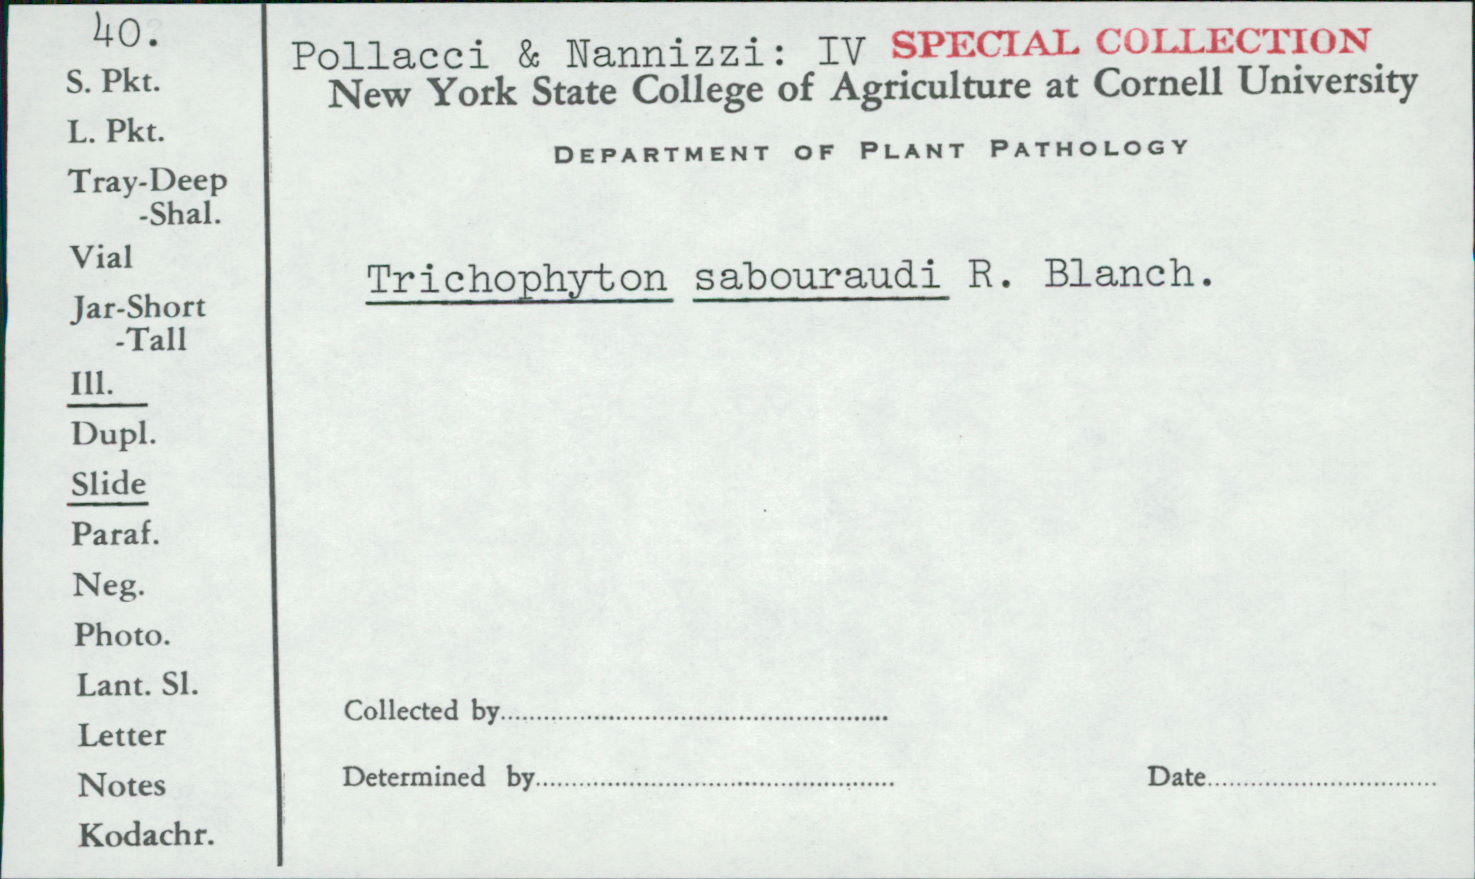 40.
S. Pkt.
L. Pkt.
Tray-Deep
-Shal.
Vial
Jar-Short
-Tall
Ill.
Dupl.
Slide
Paraf.
Neg.
Photo.
Lant. Sl.
Letter
Notes
Kodachr.
Pollacci & Nannizzi: IV SPECIAL COLLECTION
New York State College of Agriculture at Cornell University
DEPARTMENT OF PLANT PATHOLOGY
Trichophyton sabouraudi R. Blanch.
Collected by
Determined by
Date